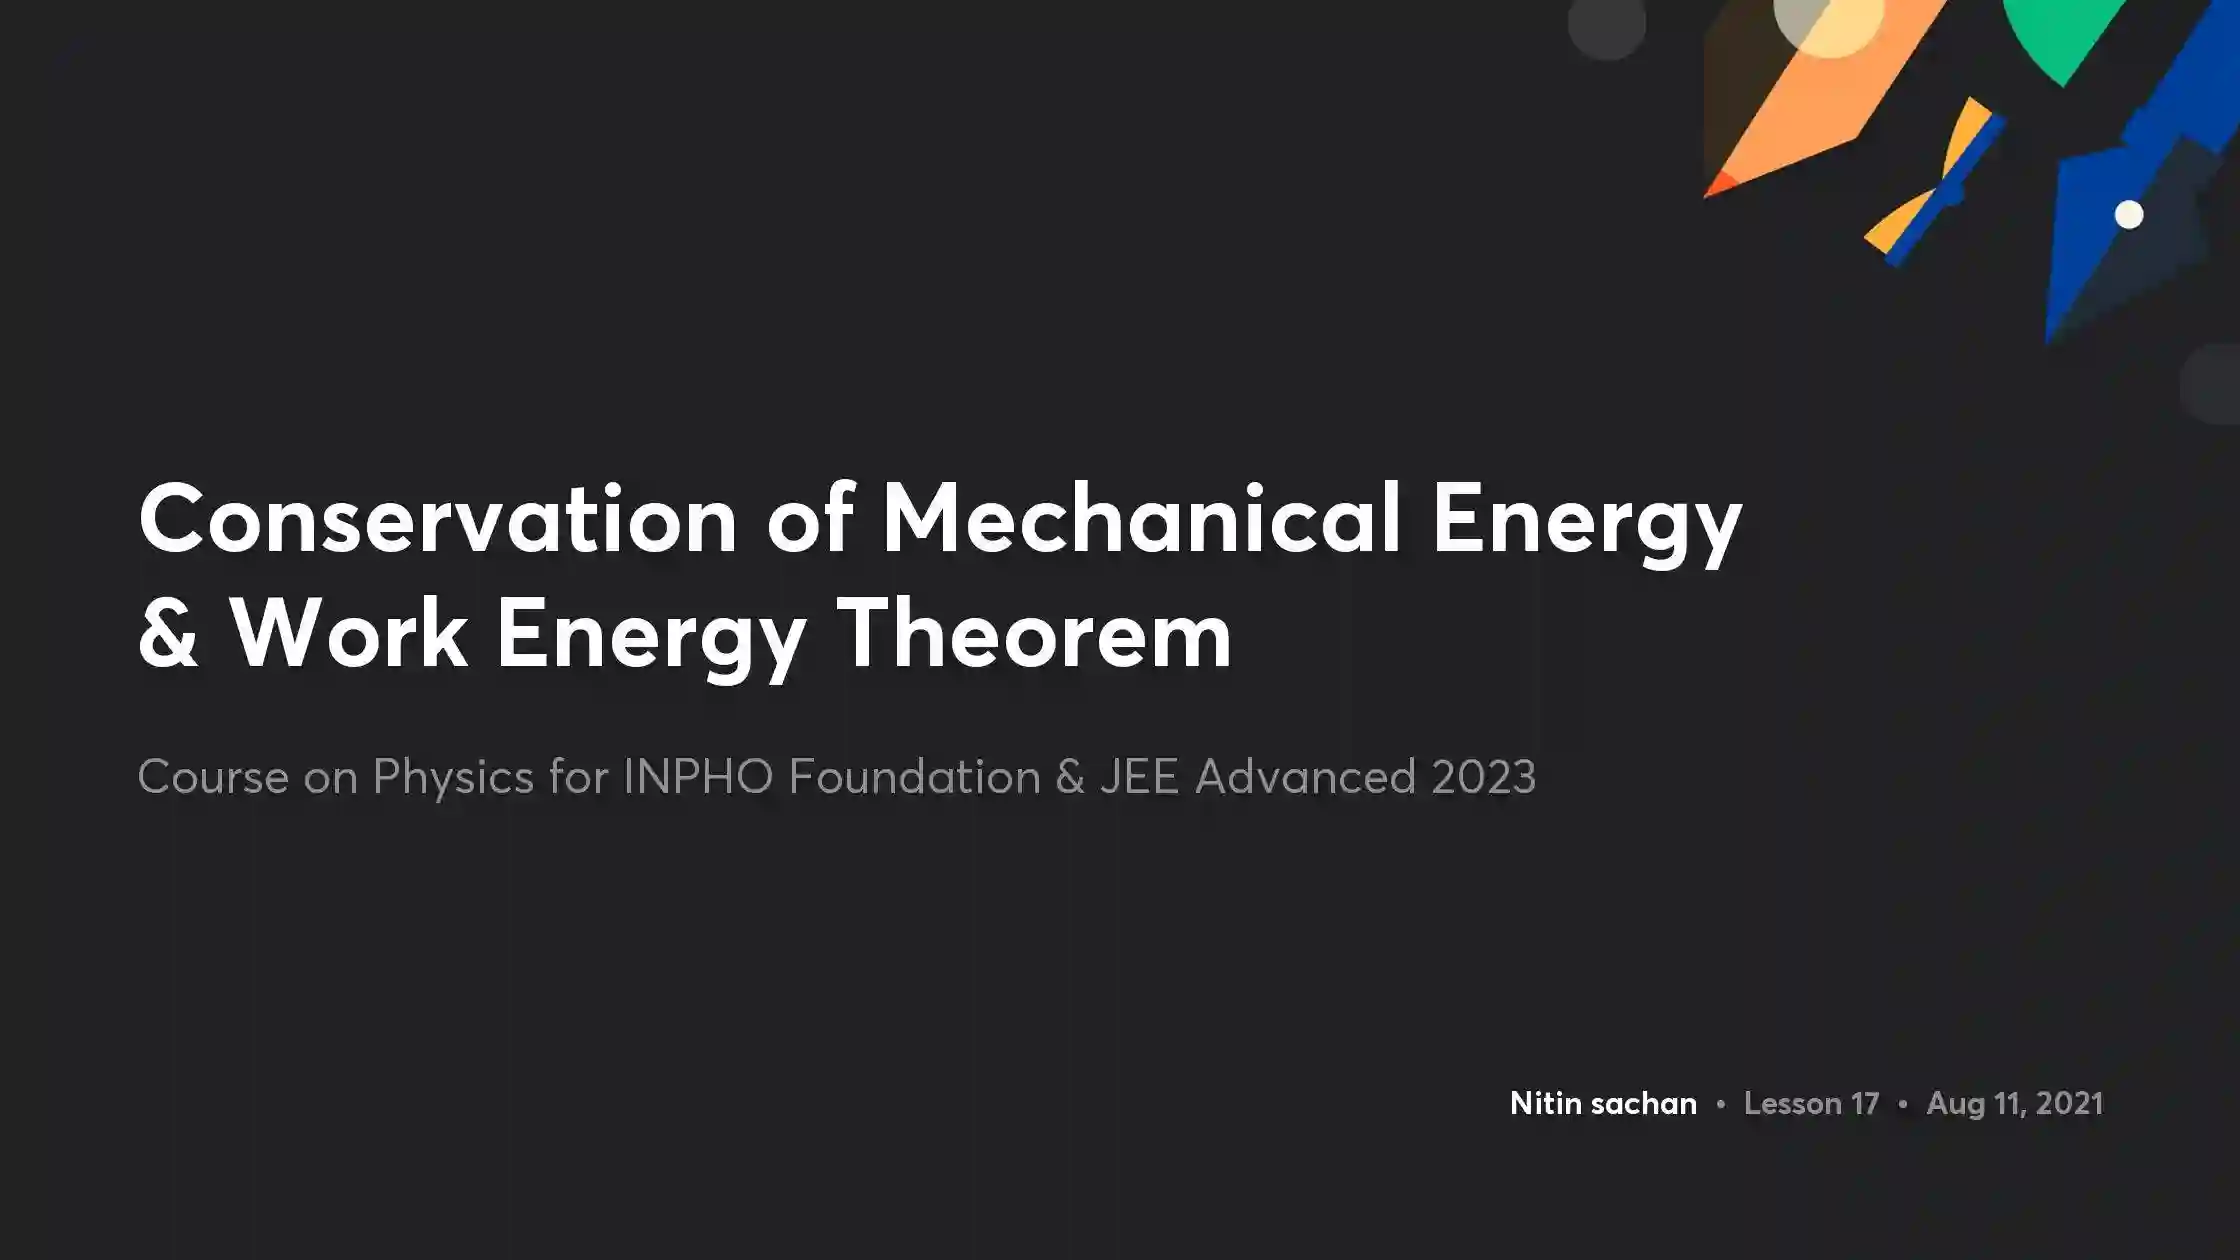 Conservation of Mechanical Energy
& Work Energy Theorem
Course on Physics for INPHO Foundation & JEE Advanced 2023
Nitin sachan • Lesson 17 • Aug 11, 2021